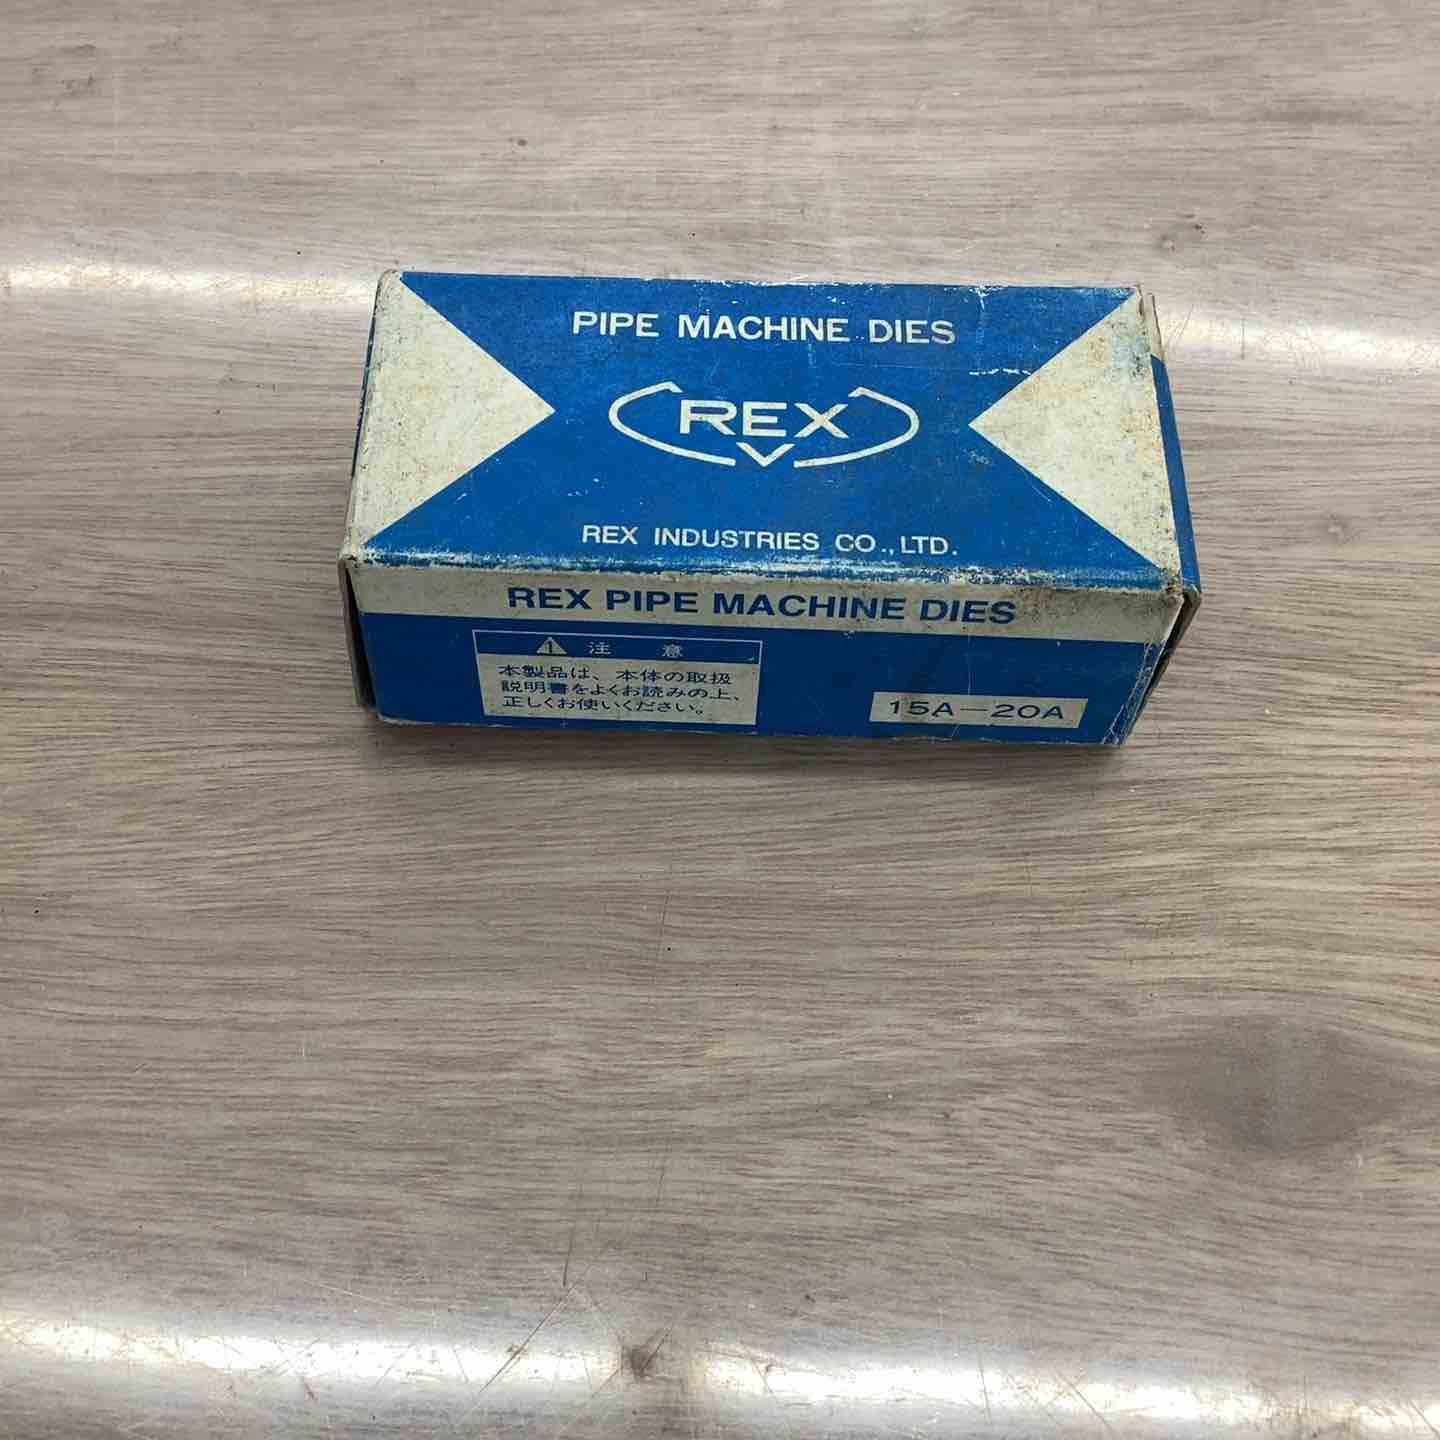 PIPE MACHINE DIES
REX
REX INDUSTRIES CO.,LTD.
REX PIPE MACHINE DIES
注 意
本製品は、本体の取扱
説明書をよくお読みの上、
正しくお使いください。
15A-20A